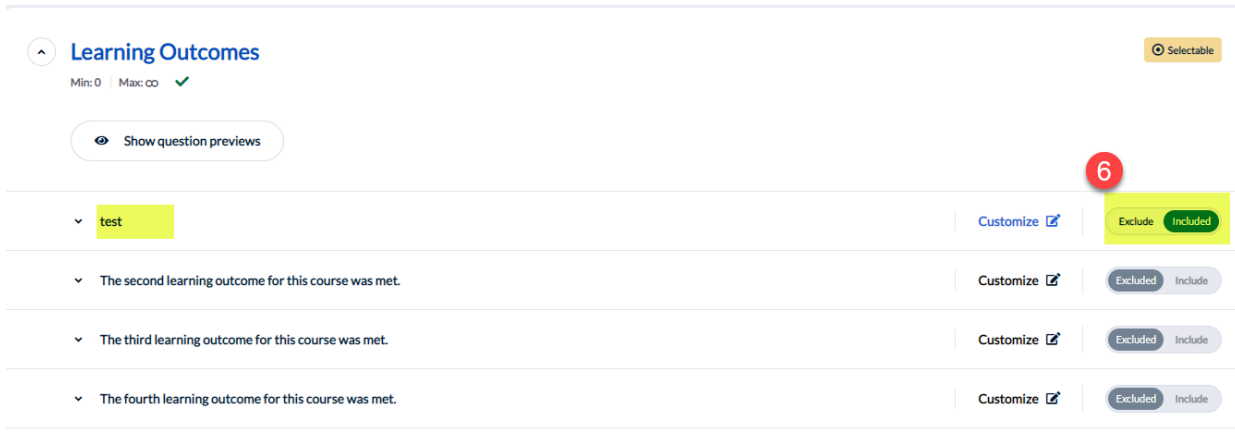 Learning Outcomes
Selectable
Min: 0 Max: ∞
Show question previews
6
test Customize Exclude Included
The second learning outcome for this course was met. Customize Excluded Include
The third learning outcome for this course was met. Customize Excluded Include
The fourth learning outcome for this course was met. Customize Excluded Include